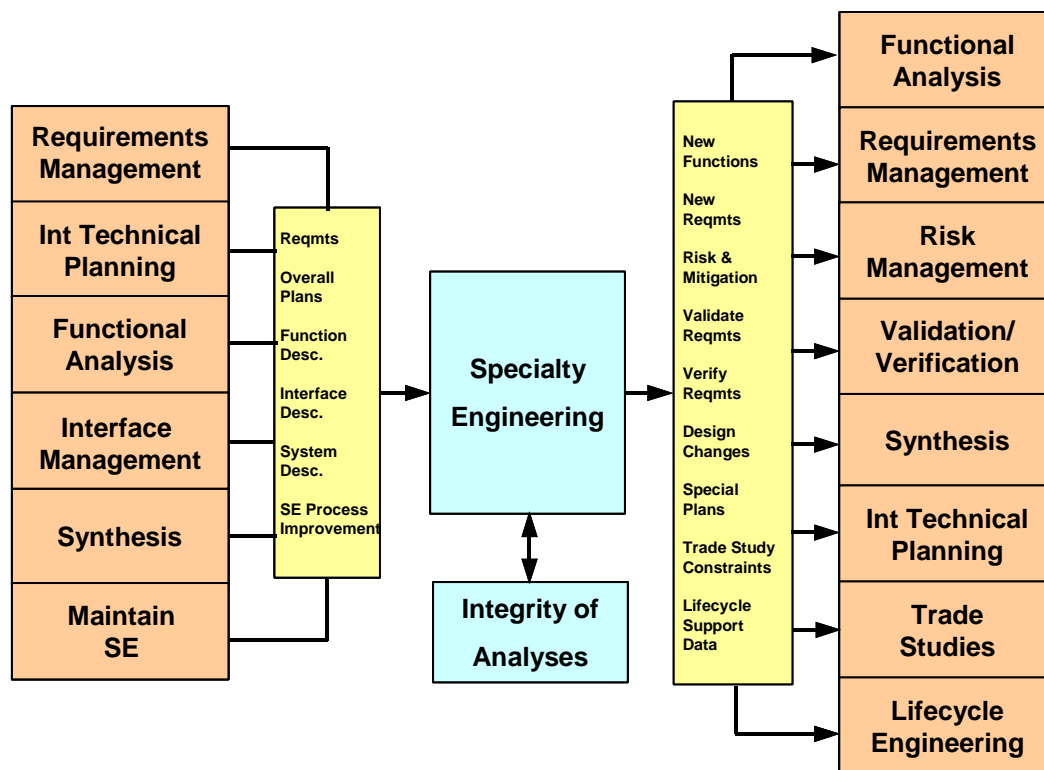 Requirements
Management
Int Technical
Planning
Functional
Analysis
Interface
Management
Synthesis
Maintain
SE
Reqmts
Overall
Plans
Function
Desc.
Interface
Desc.
System
Desc.
SE Process
Improvement
Specialty
Engineering
Integrity of
Analyses
New
Functions
New
Reqmts
Risk &
Mitigation
Validate
Reqmts
Verify
Reqmts
Design
Changes
Special
Plans
Trade Study
Constraints
Lifecycle
Support
Data
Functional
Analysis
Requirements
Management
Risk
Management
Validation/
Verification
Synthesis
Int Technical
Planning
Trade
Studies
Lifecycle
Engineering